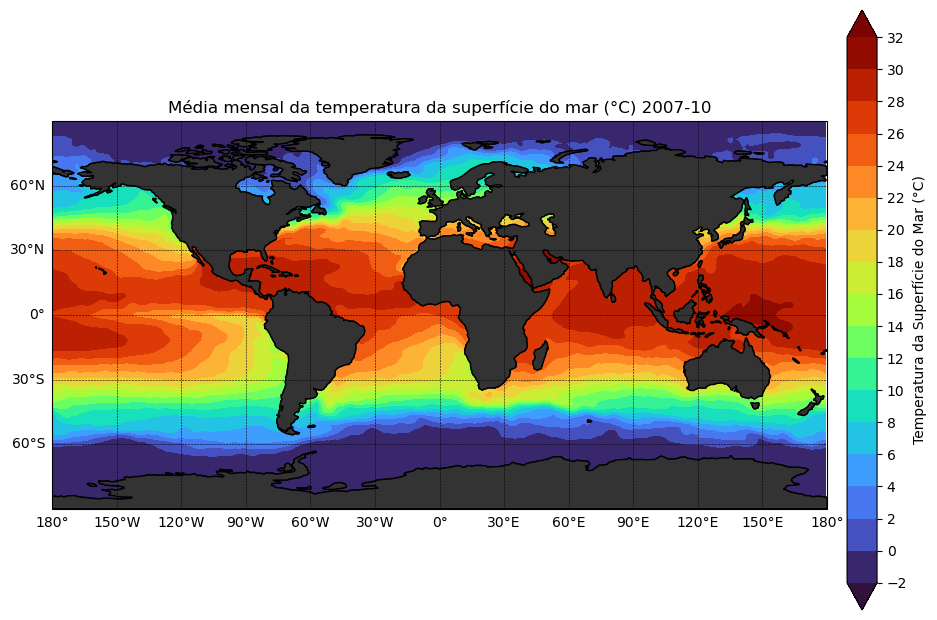 Média mensal da temperatura da superfície do mar (°C) 2007-10
60°N
30°N
0°
30°S
60°S
180° 150°W 120°W 90°W 60°W 30°W 0° 30°E 60°E 90°E 120°E 150°E 180°
32
30
28
26
24
22
20
18
16
14
12
10
8
6
4
2
0
−2
Temperatura da Superfície do Mar (°C)